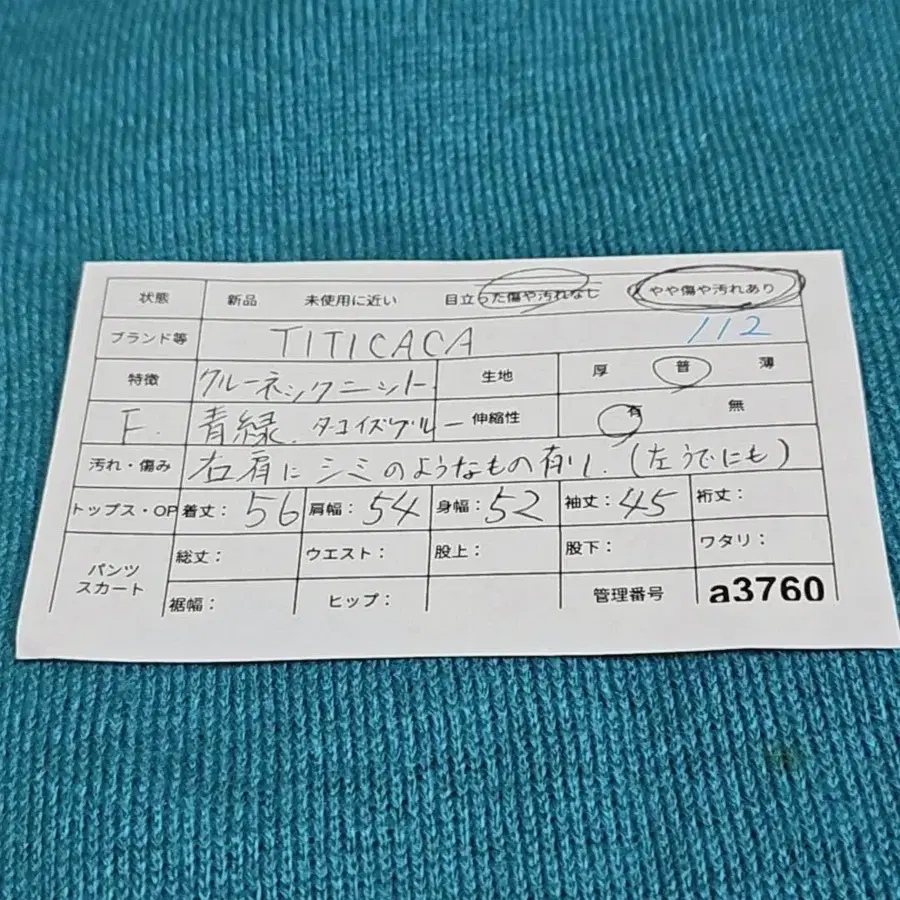 状態 新品 未使用に近い 目立った傷や汚れなし やや傷や汚れあり
ブランド等 TITICACA 112
特徴 クルーネックニット 生地 厚 普 薄
F. 青緑.タコイズブルー 伸縮性 有 無
汚れ・傷み 右肩にシミのようなもの有り.(左うでにも)
トップス・OP 着丈: 56 肩幅: 54 身幅: 52 袖丈: 45 裄丈:
パンツ スカート 総丈: ウエスト: 股上: 股下: ワタリ:
裾幅: ヒップ: 管理番号 a3760